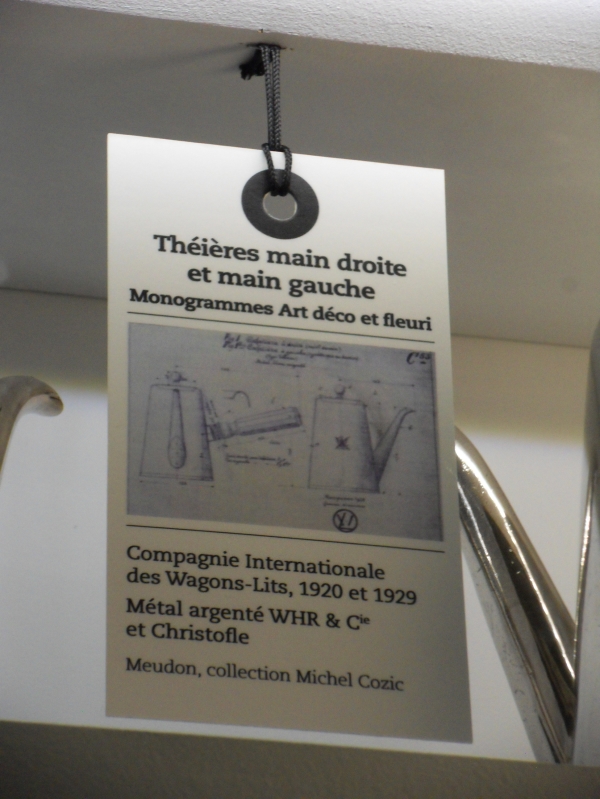 Théières main droite
et main gauche
Monogrammes Art déco et fleuri
Compagnie Internationale
des Wagons-Lits, 1920 et 1929
Métal argenté WHR & Cie
et Christofle
Meudon, collection Michel Cozic